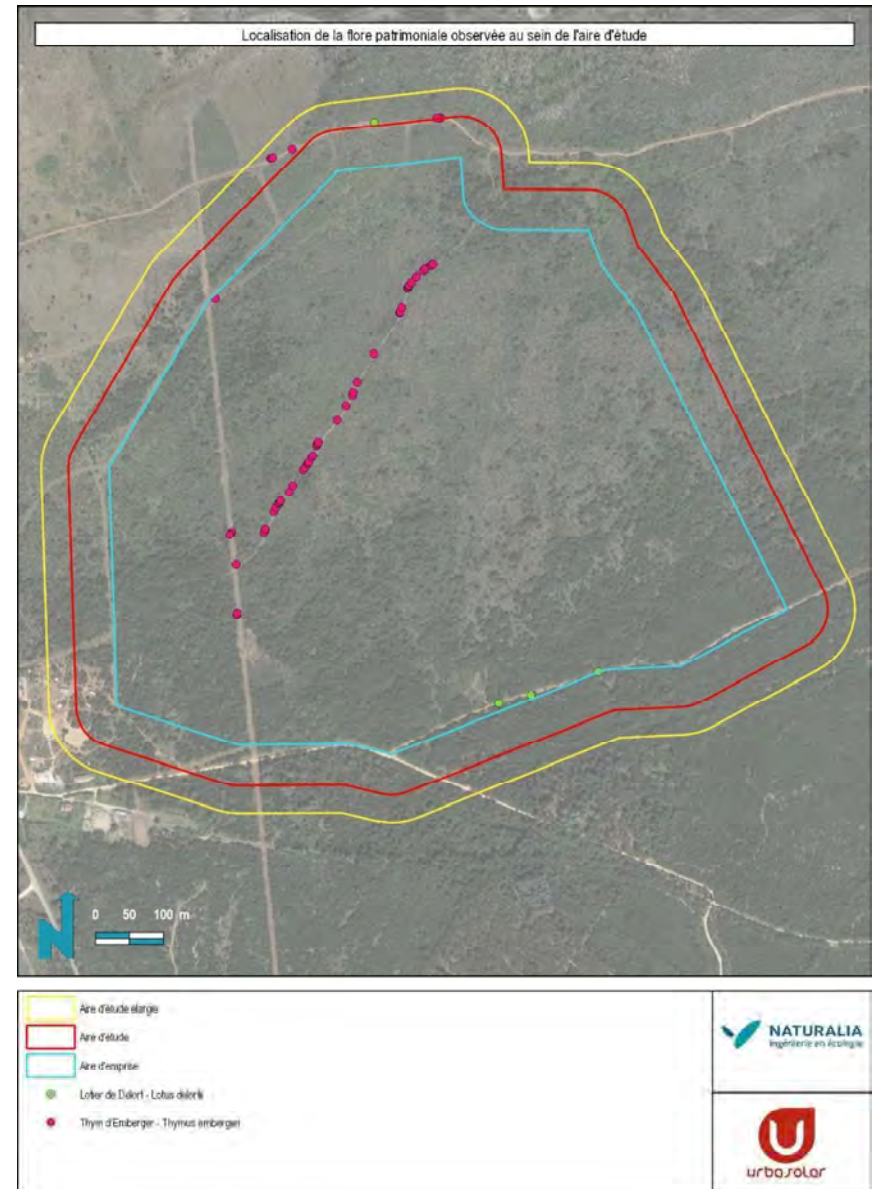 Localisation de la flore patrimoniale observée au sein de l'aire d'étude
N
0 50 100 m
Aire d'étude élargie
Aire d'étude
Aire d'emprise
Lotier de Delort - Lotus delortii
Thym d'Emberger - Thymus embergeri
NATURALIA
Ingénierie en écologie
U
urbasolar